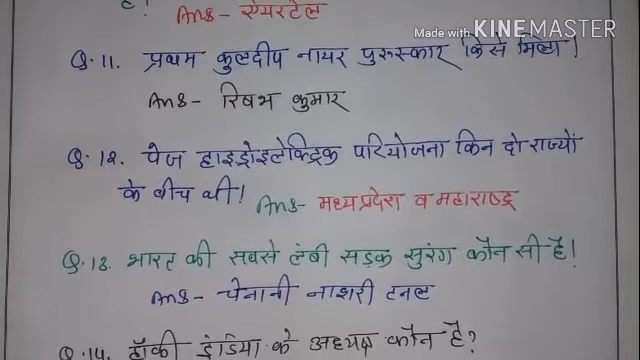 है!
Ans - एयरटेल
Made with KINEMASTER
Q.11. प्रथम कुलदीप नायर पुरुस्कार किसे मिला!
Ans - रिषभ कुमार
Q.12. पेंज हाइड्रोइलेक्ट्रिक परियोजना किन दो राज्यों
के बीच थी!
Ans - मध्यप्रदेश व महाराष्ट्र
Q.13. भारत की सबसे लंबी सड़क सुरंग कौन सी है!
Ans - चेनानी नाशरी टनल
Q.14. हॉकी इंडिया के अध्यक्ष कौन है?